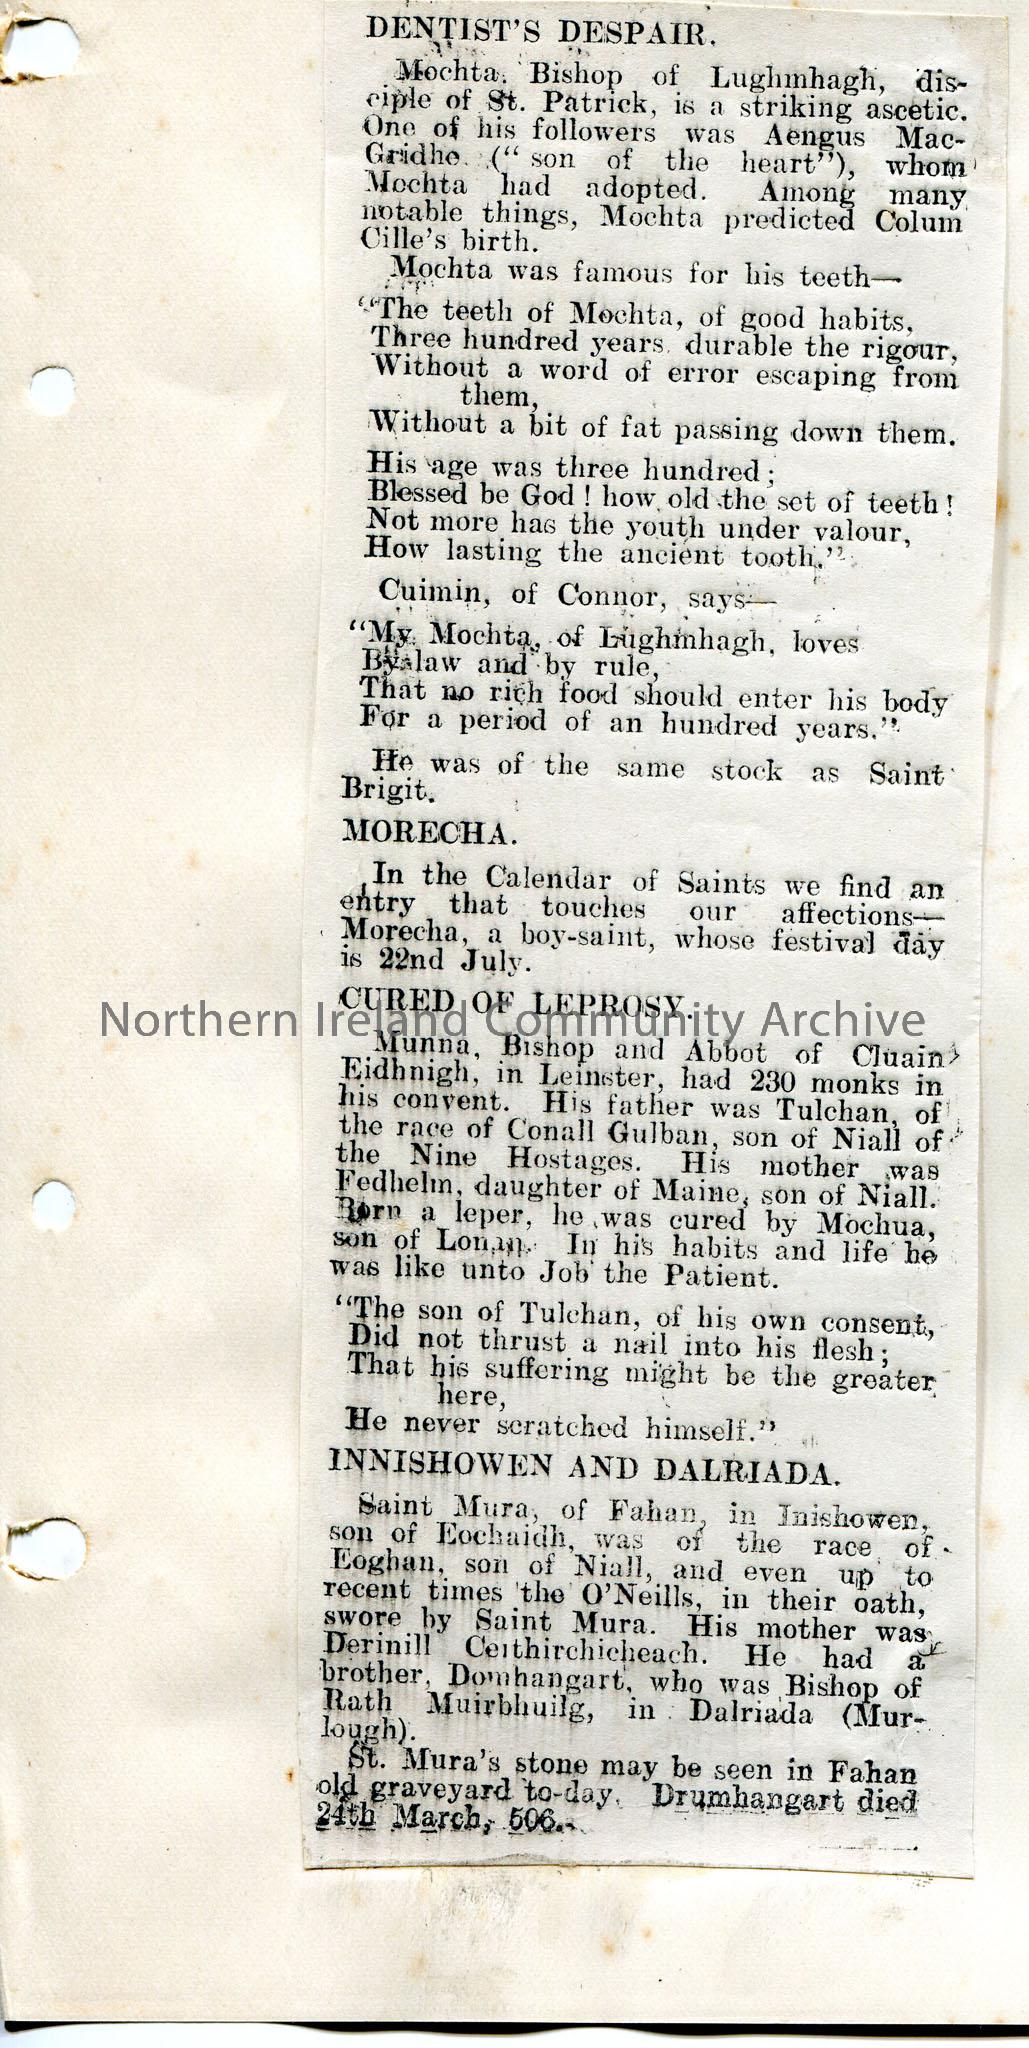 DENTIST'S DESPAIR.
Mochta, Bishop of Lughmhagh, dis-
ciple of St. Patrick, is a striking ascetic.
One of his followers was Aengus Mac-
Gridhe ("son of the heart"), whom
Mochta had adopted. Among many
notable things, Mochta predicted Colum
Cille's birth.
Mochta was famous for his teeth—
"The teeth of Mochta, of good habits,
Three hundred years, durable the rigour,
Without a word of error escaping from
them,
Without a bit of fat passing down them.
His age was three hundred;
Blessed be God! how old the set of teeth!
Not more has the youth under valour,
How lasting the ancient tooth."
Cuimin, of Connor, says—
"My Mochta, of Lughmhagh, loves
By law and by rule,
That no rich food should enter his body
For a period of an hundred years."
He was of the same stock as Saint
Brigit.
MORECHA.
In the Calendar of Saints we find an
entry that touches our affections—
Morecha, a boy-saint, whose festival day
is 22nd July.
CURED OF LEPROSY.
Northern Ireland Community Archive
Munna, Bishop and Abbot of Cluain
Eidhnigh, in Leinster, had 230 monks in
his convent. His father was Tulchan, of
the race of Conall Gulban, son of Niall of
the Nine Hostages. His mother was
Fedhelm, daughter of Maine, son of Niall.
Born a leper, he was cured by Mochua,
son of Lonan. In his habits and life he
was like unto Job the Patient.
"The son of Tulchan, of his own consent,
Did not thrust a nail into his flesh;
That his suffering might be the greater
here,
He never scratched himself."
INNISHOWEN AND DALRIADA.
Saint Mura, of Fahan, in Inishowen,
son of Eochaidh, was of the race of
Eoghan, son of Niall, and even up to
recent times the O'Neills, in their oath,
swore by Saint Mura. His mother was
Derinill Ceithirchicheach. He had a
brother, Domhangart, who was Bishop of
Rath Muirbhuilg, in Dalriada (Mur-
lough).
St. Mura's stone may be seen in Fahan
old graveyard to-day. Drumhangart died
24th March, 506.